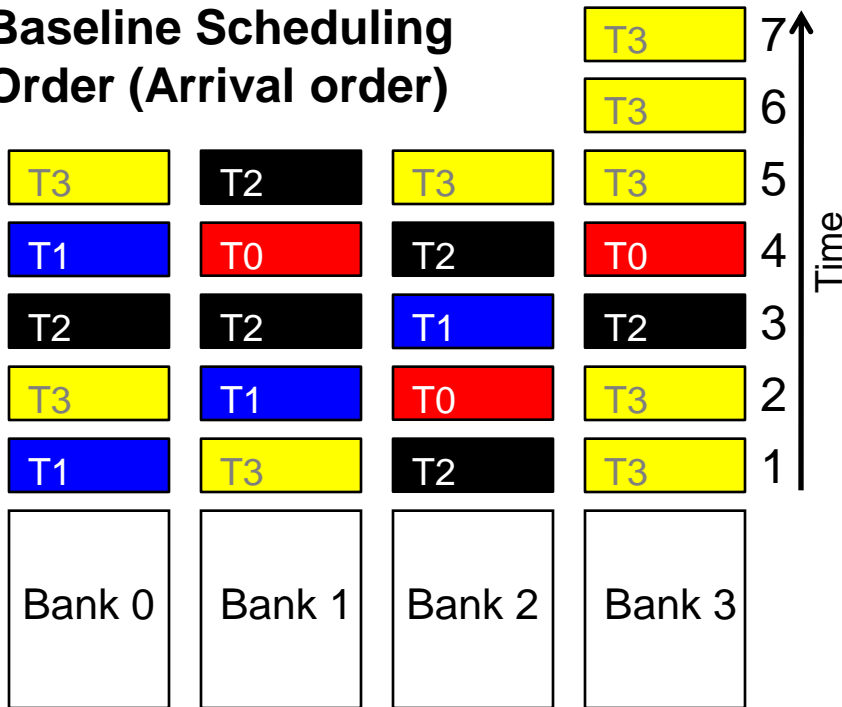 Baseline Scheduling
Order (Arrival order)
T3 7
T3 6
T3 T2 T3 T3 5
T1 T0 T2 T0 4
T2 T2 T1 T2 3
T3 T1 T0 T3 2
T1 T3 T2 T3 1
Time
Bank 0 Bank 1 Bank 2 Bank 3